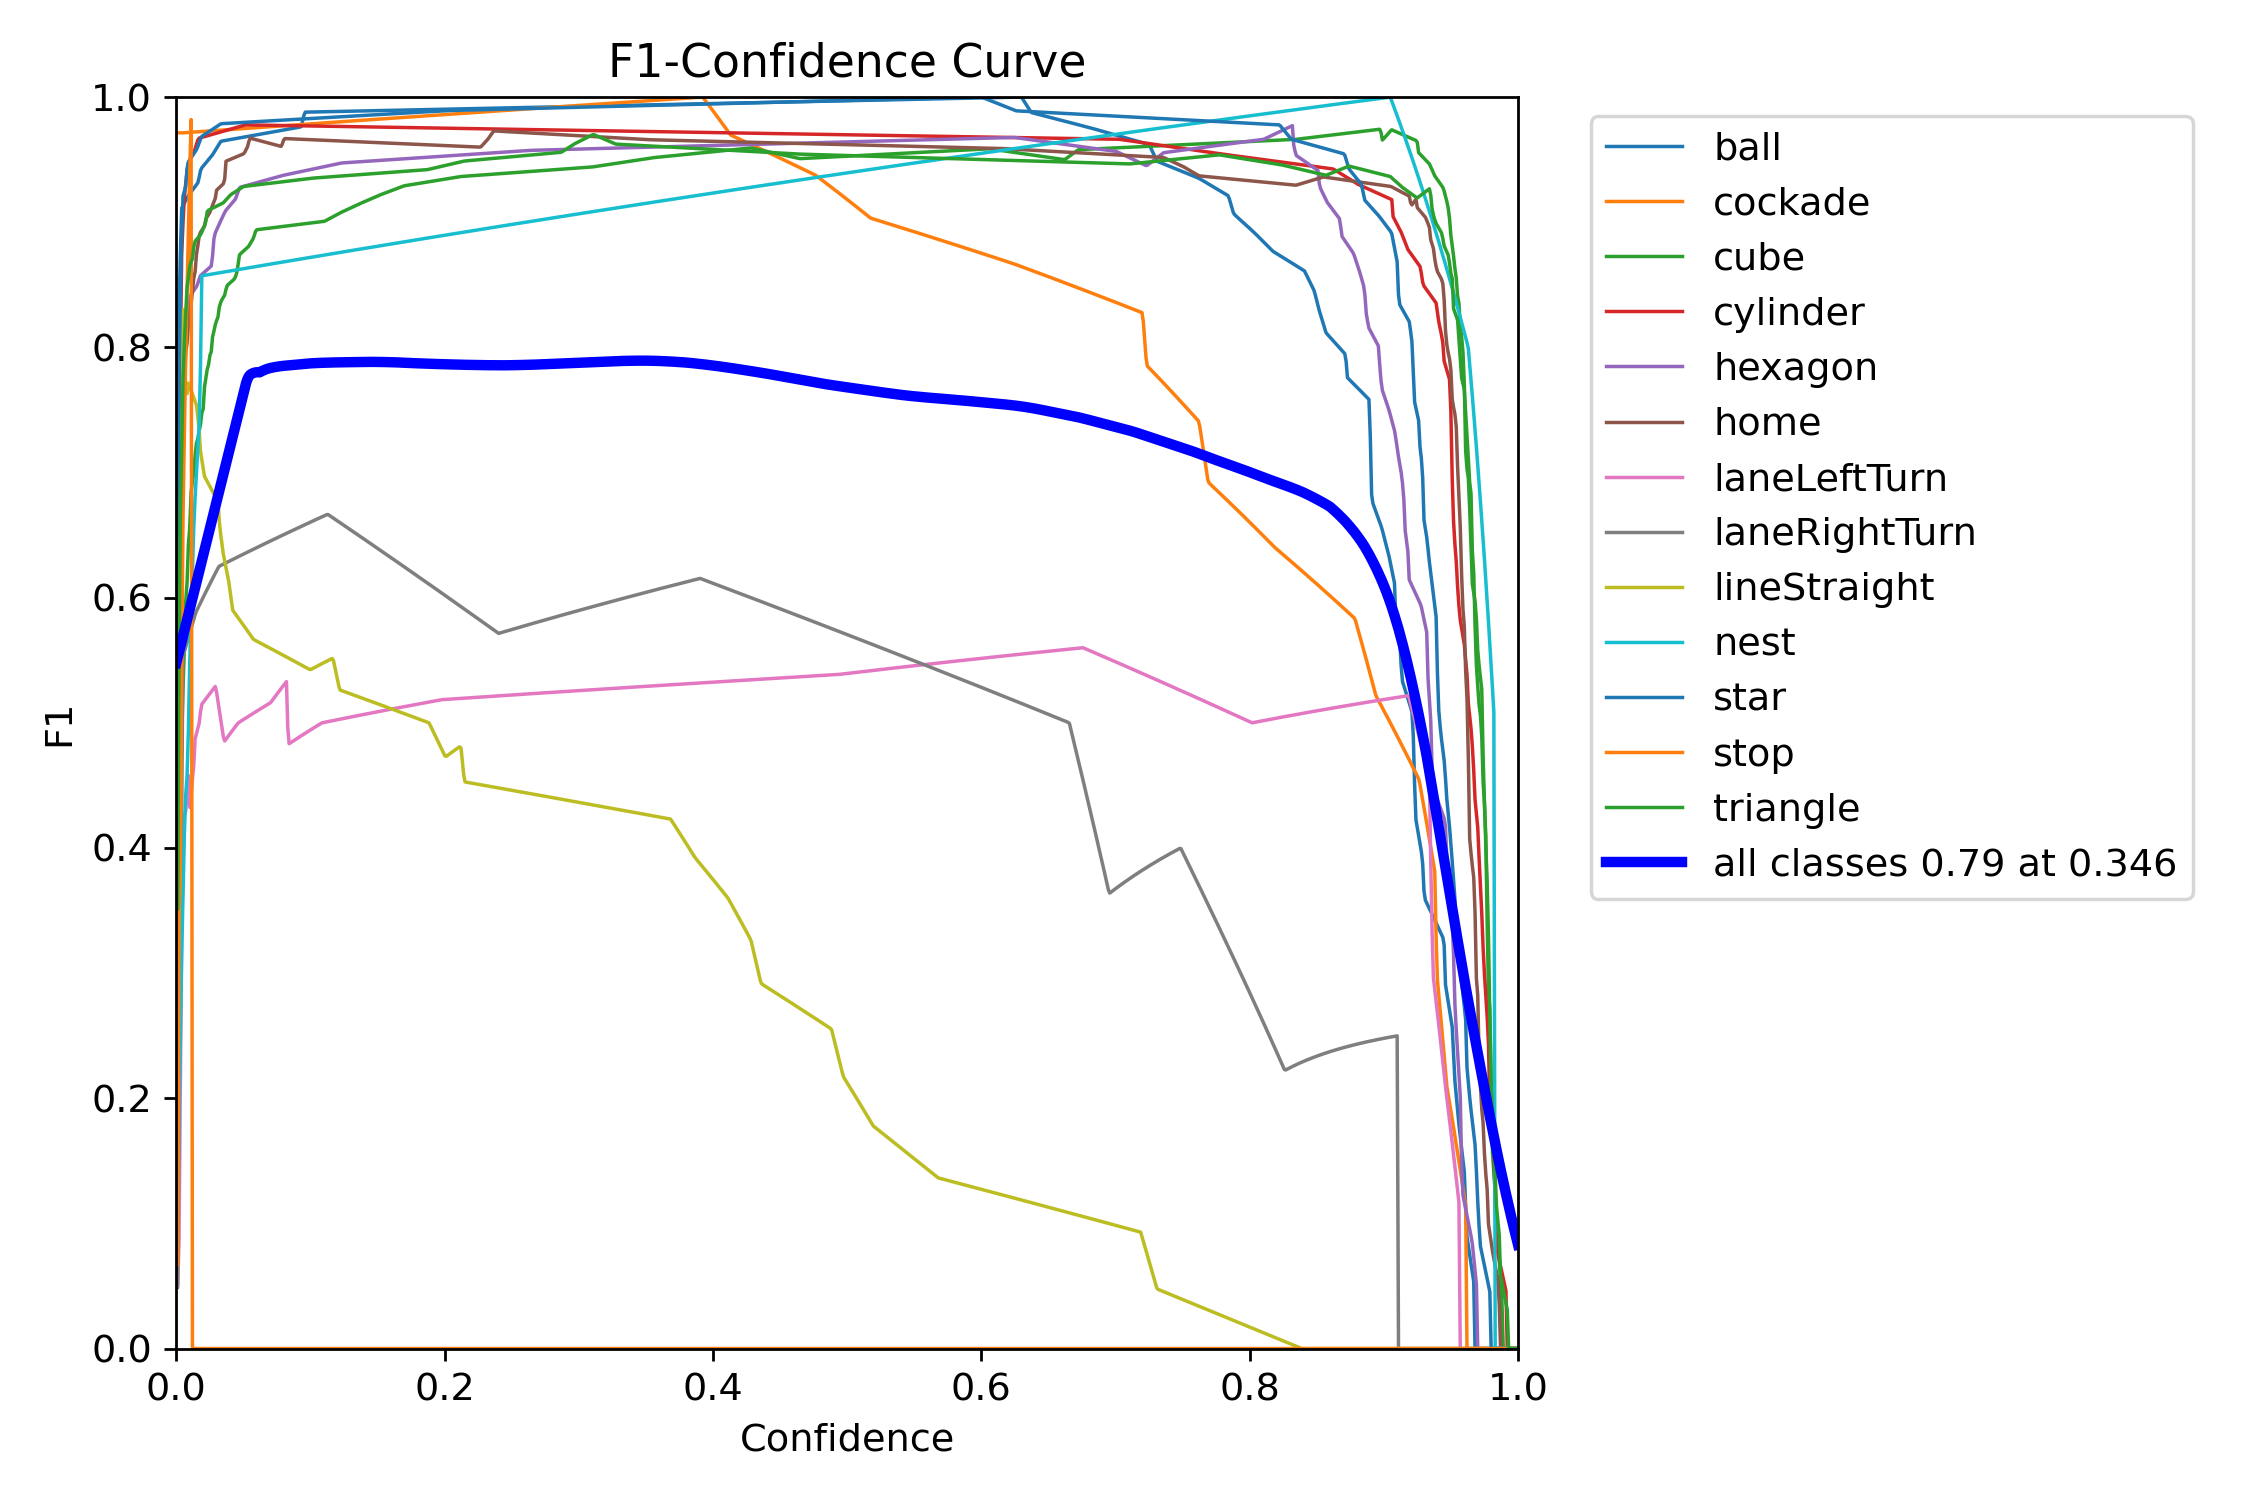 F1-Confidence Curve
1.0
0.8
0.6
0.4
0.2
0.0
F1
0.0 0.2 0.4 0.6 0.8 1.0
Confidence
ball
cockade
cube
cylinder
hexagon
home
laneLeftTurn
laneRightTurn
lineStraight
nest
star
stop
triangle
all classes 0.79 at 0.346